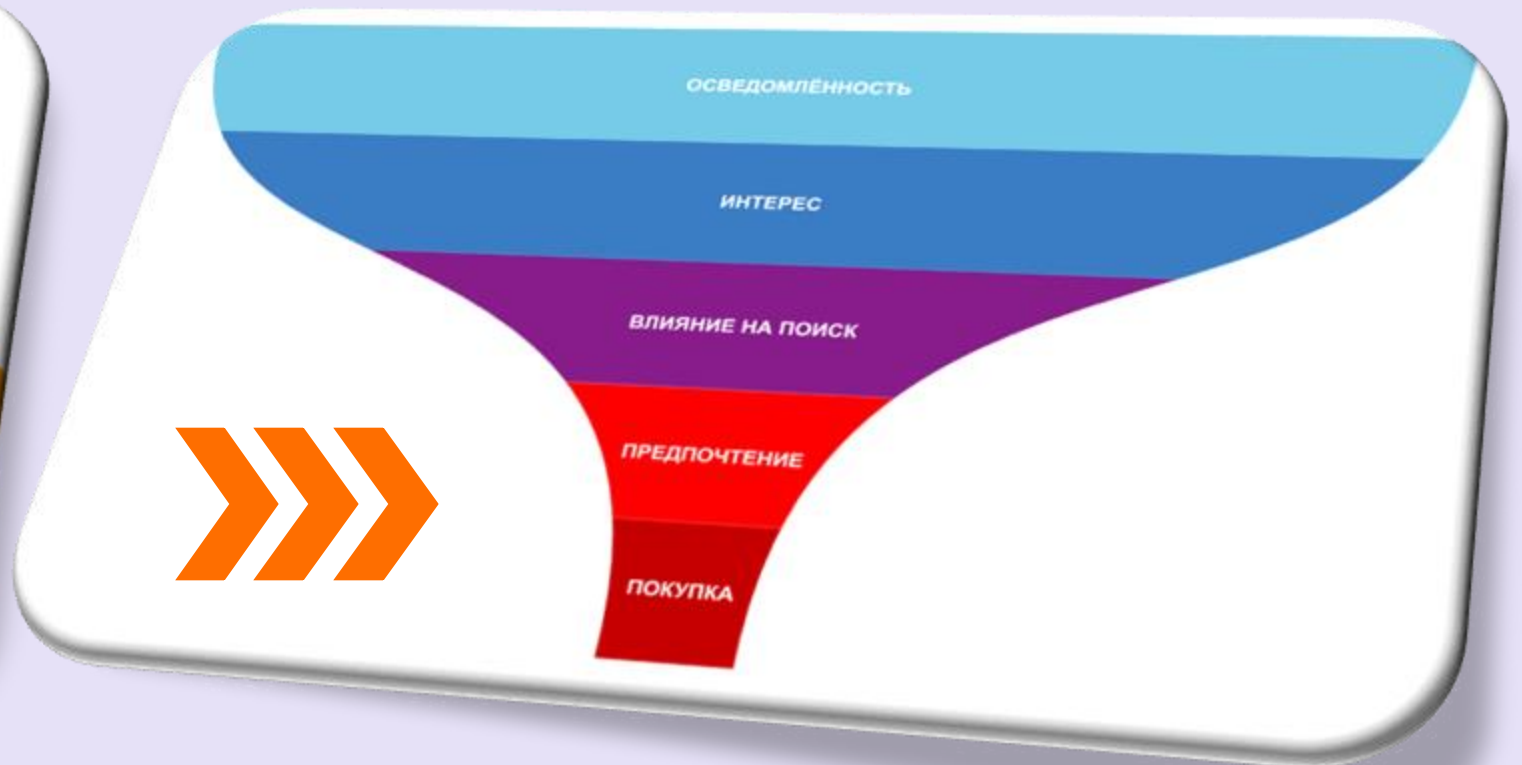 ОСВЕДОМЛЁННОСТЬ
ИНТЕРЕС
ВЛИЯНИЕ НА ПОИСК
ПРЕДПОЧТЕНИЕ
ПОКУПКА